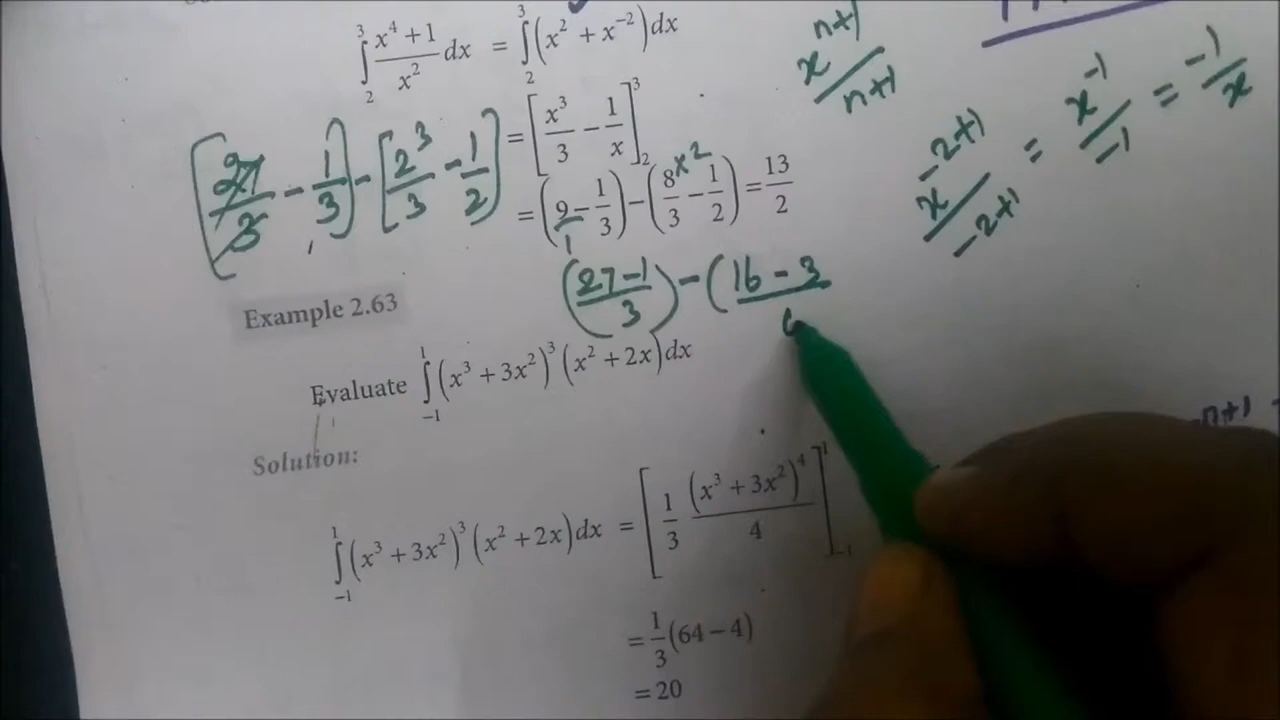 ∫₂³ (x⁴ + 1)/x² dx = ∫₂³ (x² + x⁻²) dx
= [x³/3 − 1/x]₂³
= (9 − 1/3) − (8/3 − 1/2) = 13/2
[27/3 − 1/3] − [2³/3 − 1/2]
x^(n+1)/(n+1)
x^(−2+1)/(−2+1) = x⁻¹/−1 = −1/x
1
×2
((27−1)/3) − ((16 − 3)/6
Example 2.63
Evaluate ∫₋₁¹ (x³ + 3x²)³ (x² + 2x) dx
Solution:
∫₋₁¹ (x³ + 3x²)³ (x² + 2x) dx = [1/3 (x³ + 3x²)⁴/4]₋₁¹
= 1/3 (64 − 4)
= 20
n+1